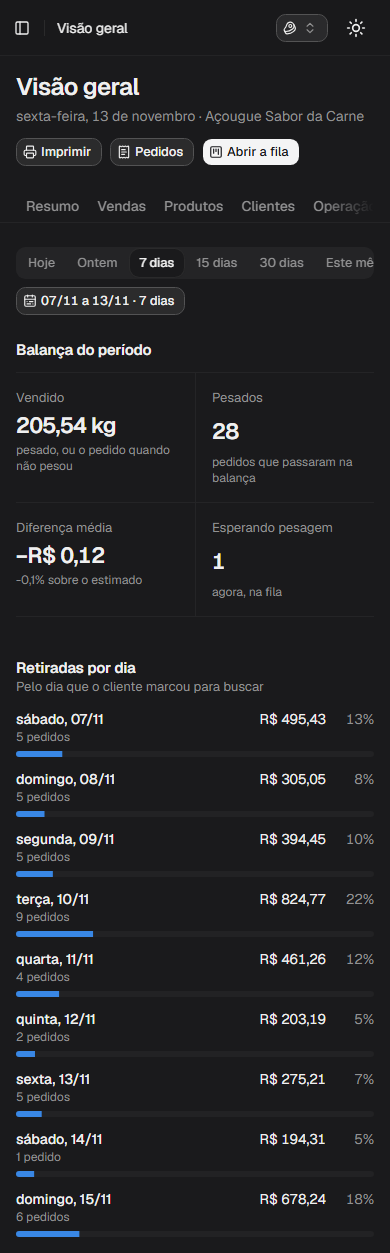 Visão geral
Visão geral
sexta-feira, 13 de novembro · Açougue Sabor da Carne
Imprimir
Pedidos
Abrir a fila
Resumo
Vendas
Produtos
Clientes
Operaçã
Hoje
Ontem
7 dias
15 dias
30 dias
Este mê
07/11 a 13/11 · 7 dias
Balança do período
Vendido
205,54 kg
pesado, ou o pedido quando
não pesou
Pesados
28
pedidos que passaram na
balança
Diferença média
−R$ 0,12
-0,1% sobre o estimado
Esperando pesagem
1
agora, na fila
Retiradas por dia
Pelo dia que o cliente marcou para buscar
sábado, 07/11 R$ 495,43 13%
5 pedidos
domingo, 08/11 R$ 305,05 8%
5 pedidos
segunda, 09/11 R$ 394,45 10%
5 pedidos
terça, 10/11 R$ 824,77 22%
9 pedidos
quarta, 11/11 R$ 461,26 12%
4 pedidos
quinta, 12/11 R$ 203,19 5%
2 pedidos
sexta, 13/11 R$ 275,21 7%
5 pedidos
sábado, 14/11 R$ 194,31 5%
1 pedido
domingo, 15/11 R$ 678,24 18%
6 pedidos